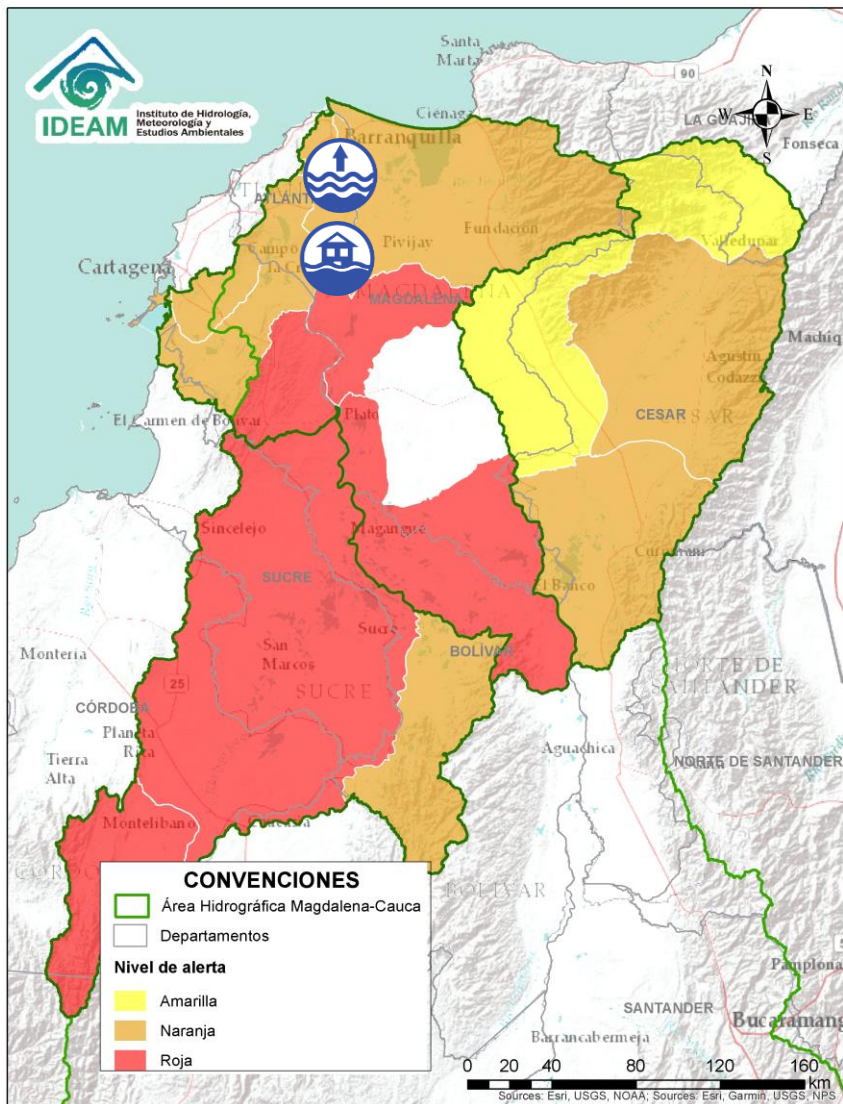 IDEAM
Instituto de Hidrología,
Meteorología y
Estudios Ambientales
Santa
Marta
90
N
W
E
S
LA GUAJIRA
Fonseca
Ciénaga
Barranquilla
Pivijay
Fundación
Valledupar
Cartagena
MAGDALENA
Agustín
Codazzi
CESAR
El Carmen de Bolívar
Plato
Sincelejo
Magangué
SUCRE
El Banco
Sucre
San
Marcos
BOLÍVAR
SUCRE
Montería
25
NORTE DE
SANTANDER
CÓRDOBA
Planeta
Rica
Tierra
Alta
Aguachica
NORTE DE SANTANDER
Montelíbano
BOLÍVAR
CONVENCIONES
Área Hidrográfica Magdalena-Cauca
Departamentos
Nivel de alerta
Amarilla
Naranja
Roja
Pamplona
SANTANDER
Bucaramang
Barrancabermeja
0 20 40 80 120 160
km
Sources: Esri, USGS, NOAA; Sources: Esri, Garmin, USGS, NPS